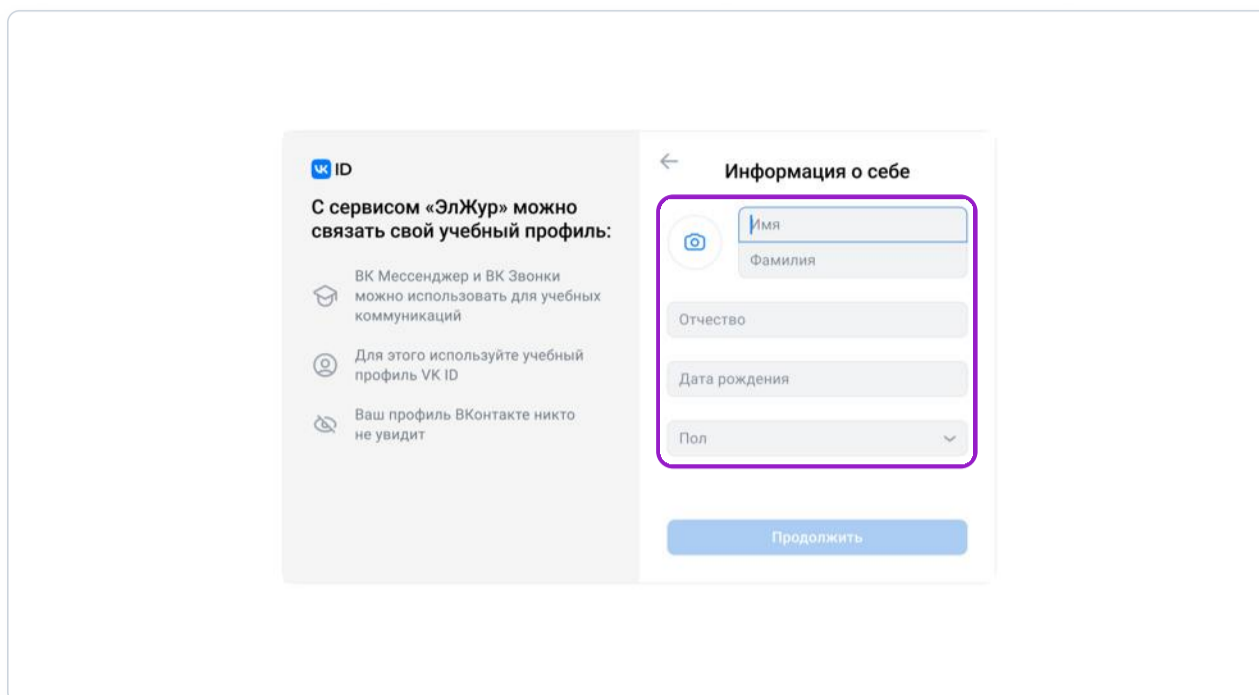 VK ID
С сервисом «ЭлЖур» можно
связать свой учебный профиль:
ВК Мессенджер и ВК Звонки
можно использовать для учебных
коммуникаций
Для этого используйте учебный
профиль VK ID
Ваш профиль ВКонтакте никто
не увидит
Информация о себе
Имя
Фамилия
Отчество
Дата рождения
Пол
Продолжить